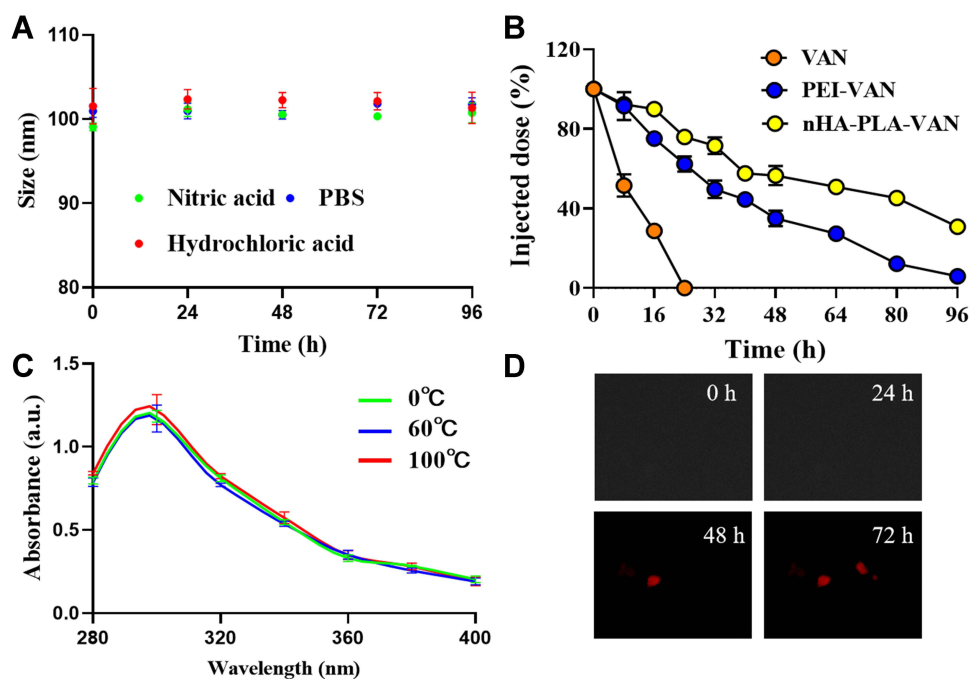 A
110
100
90
80
Size (nm)
Nitric acid
PBS
Hydrochloric acid
0
24
48
72
96
Time (h)
B
120
80
40
0
Injected dose (%)
VAN
PEI-VAN
nHA-PLA-VAN
0
16
32
48
64
80
96
Time (h)
C
1.5
1.0
0.5
0.0
Absorbance (a.u.)
0℃
60℃
100℃
280
320
360
400
Wavelength (nm)
D
0 h
24 h
48 h
72 h